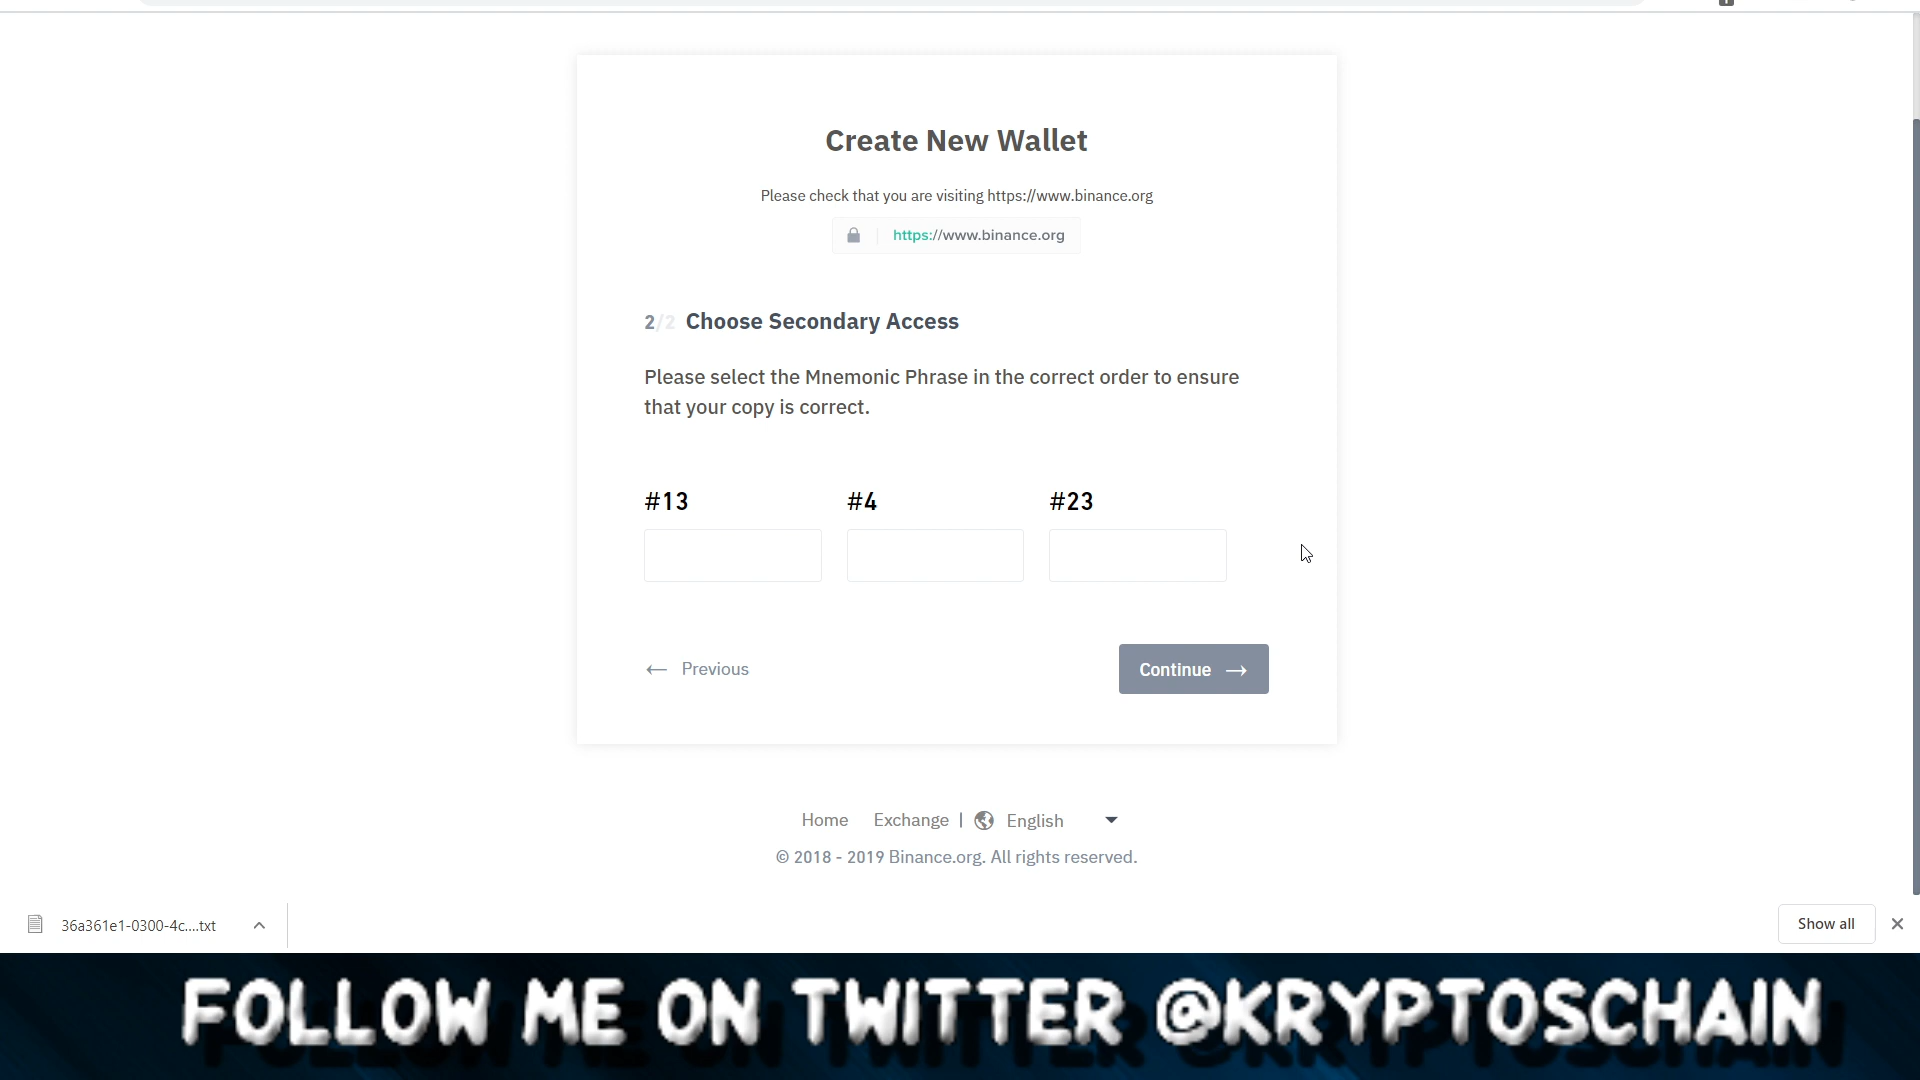 Create New Wallet
Please check that you are visiting https://www.binance.org
https://www.binance.org
2/2 Choose Secondary Access
Please select the Mnemonic Phrase in the correct order to ensure
that your copy is correct.
#13 #4 #23
← Previous
Continue →
Home Exchange | English
© 2018 - 2019 Binance.org. All rights reserved.
36a361e1-0300-4c....txt
Show all
FOLLOW ME ON TWITTER @KRYPTOSCHAIN